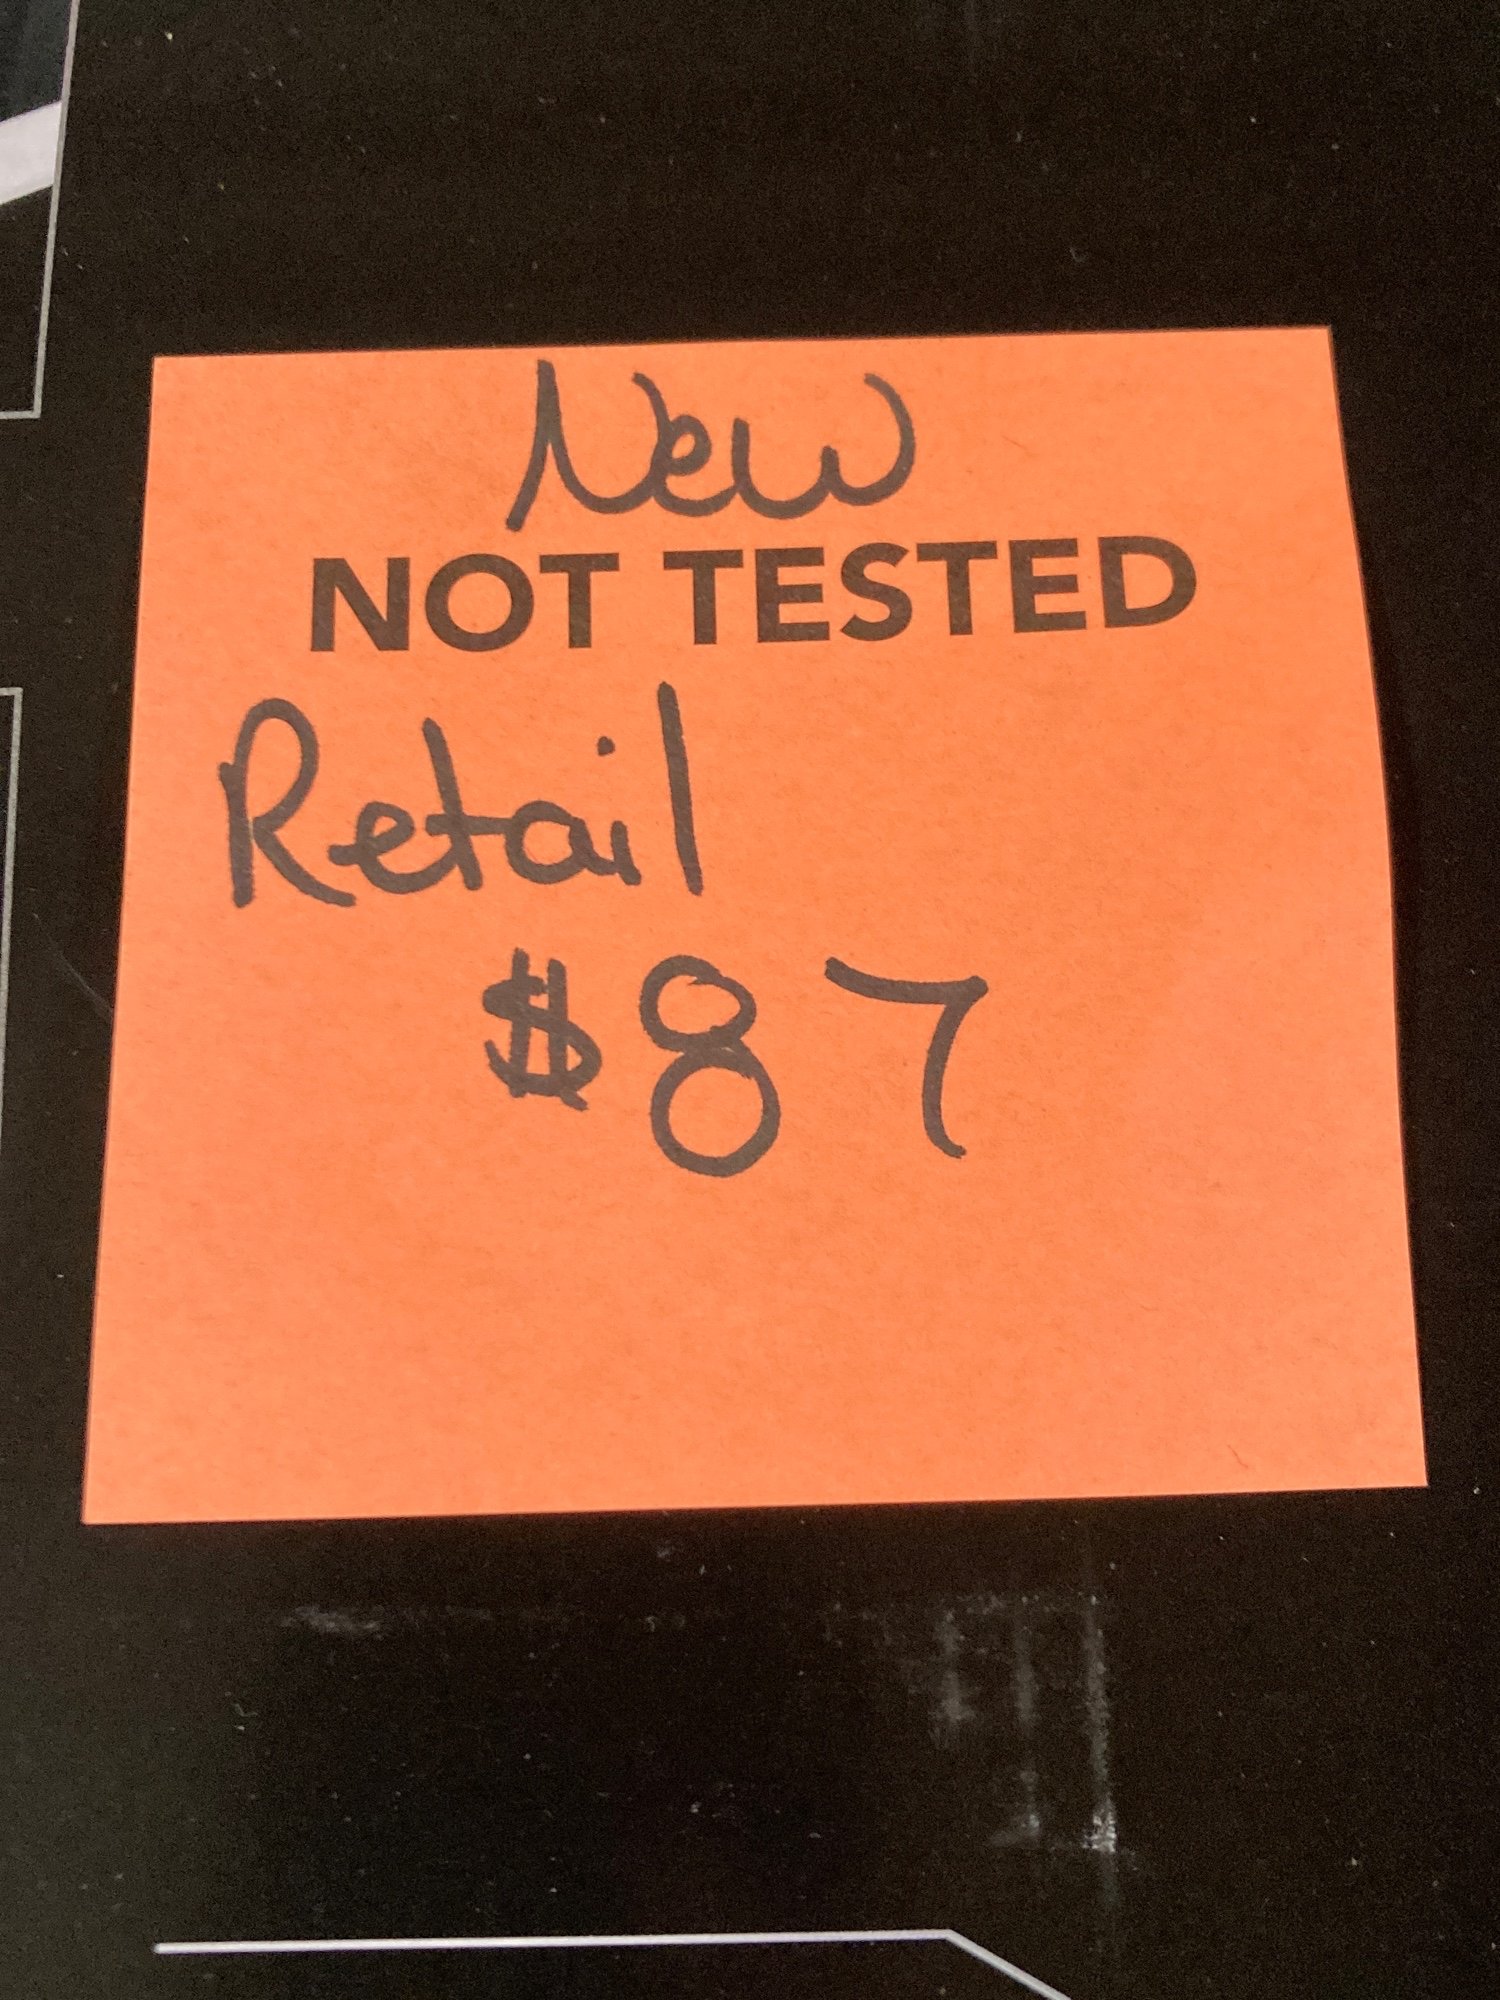 New
NOT TESTED
Retail
$87